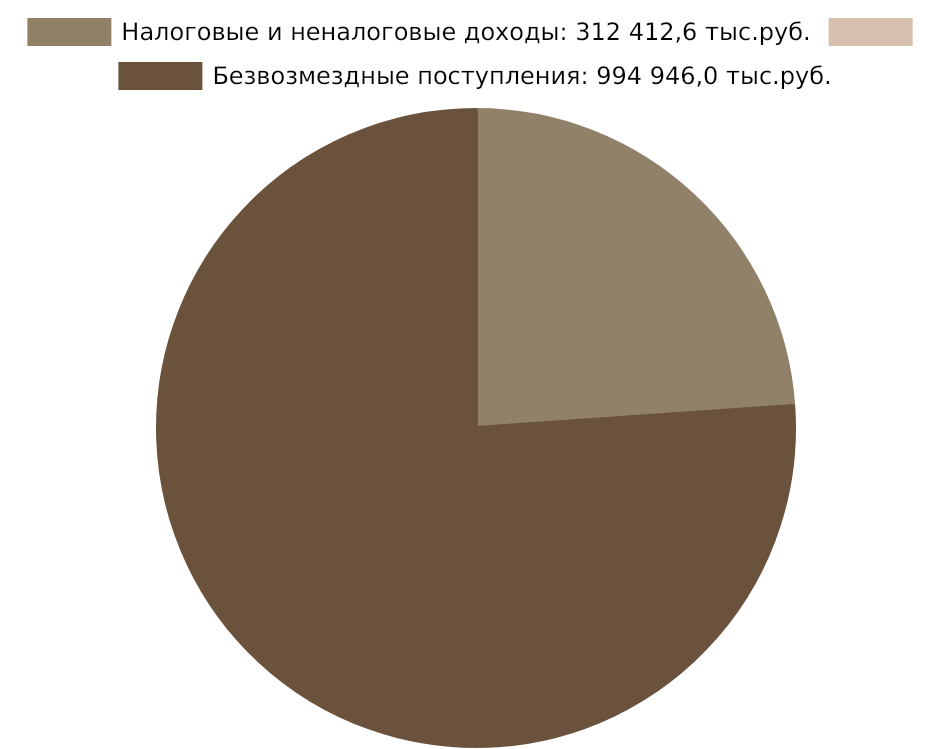 Налоговые и неналоговые доходы: 312 412,6 тыс.руб.
Безвозмездные поступления: 994 946,0 тыс.руб.